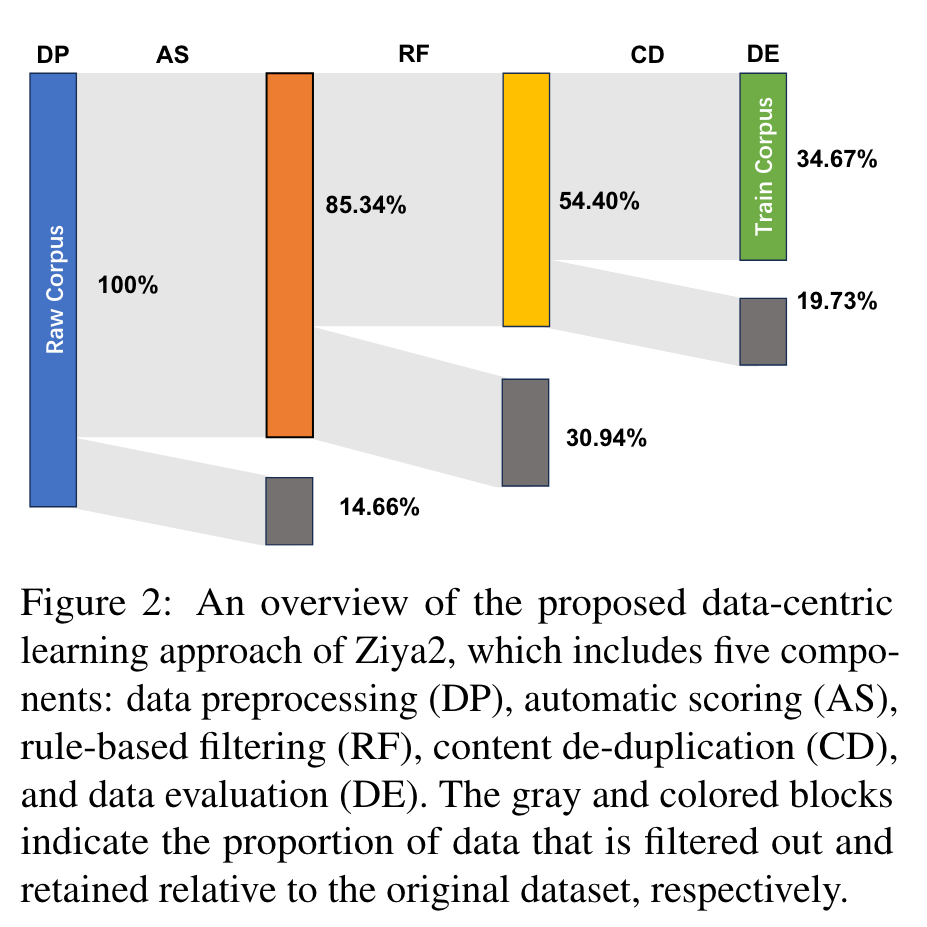 DP AS RF CD DE
Raw Corpus
100%
85.34%
14.66%
54.40%
30.94%
Train Corpus
34.67%
19.73%
Figure 2: An overview of the proposed data-centric
learning approach of Ziya2, which includes five compo-
nents: data preprocessing (DP), automatic scoring (AS),
rule-based filtering (RF), content de-duplication (CD),
and data evaluation (DE). The gray and colored blocks
indicate the proportion of data that is filtered out and
retained relative to the original dataset, respectively.